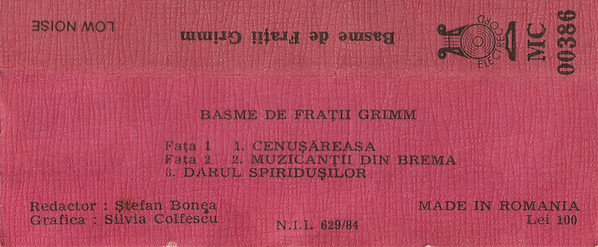 LOW NOISE
Basme de Frații Grimm
ELECTRECORD
MC
00386
BASME DE FRAȚII GRIMM
Fața 1 1. CENUȘĂREASA
Fața 2 2. MUZICANȚII DIN BREMA
3. DARUL SPIRIDUȘILOR
Redactor : Ștefan Bonța
Grafica : Silvia Colfescu
N.I.I. 629/84
MADE IN ROMANIA
Lei 100